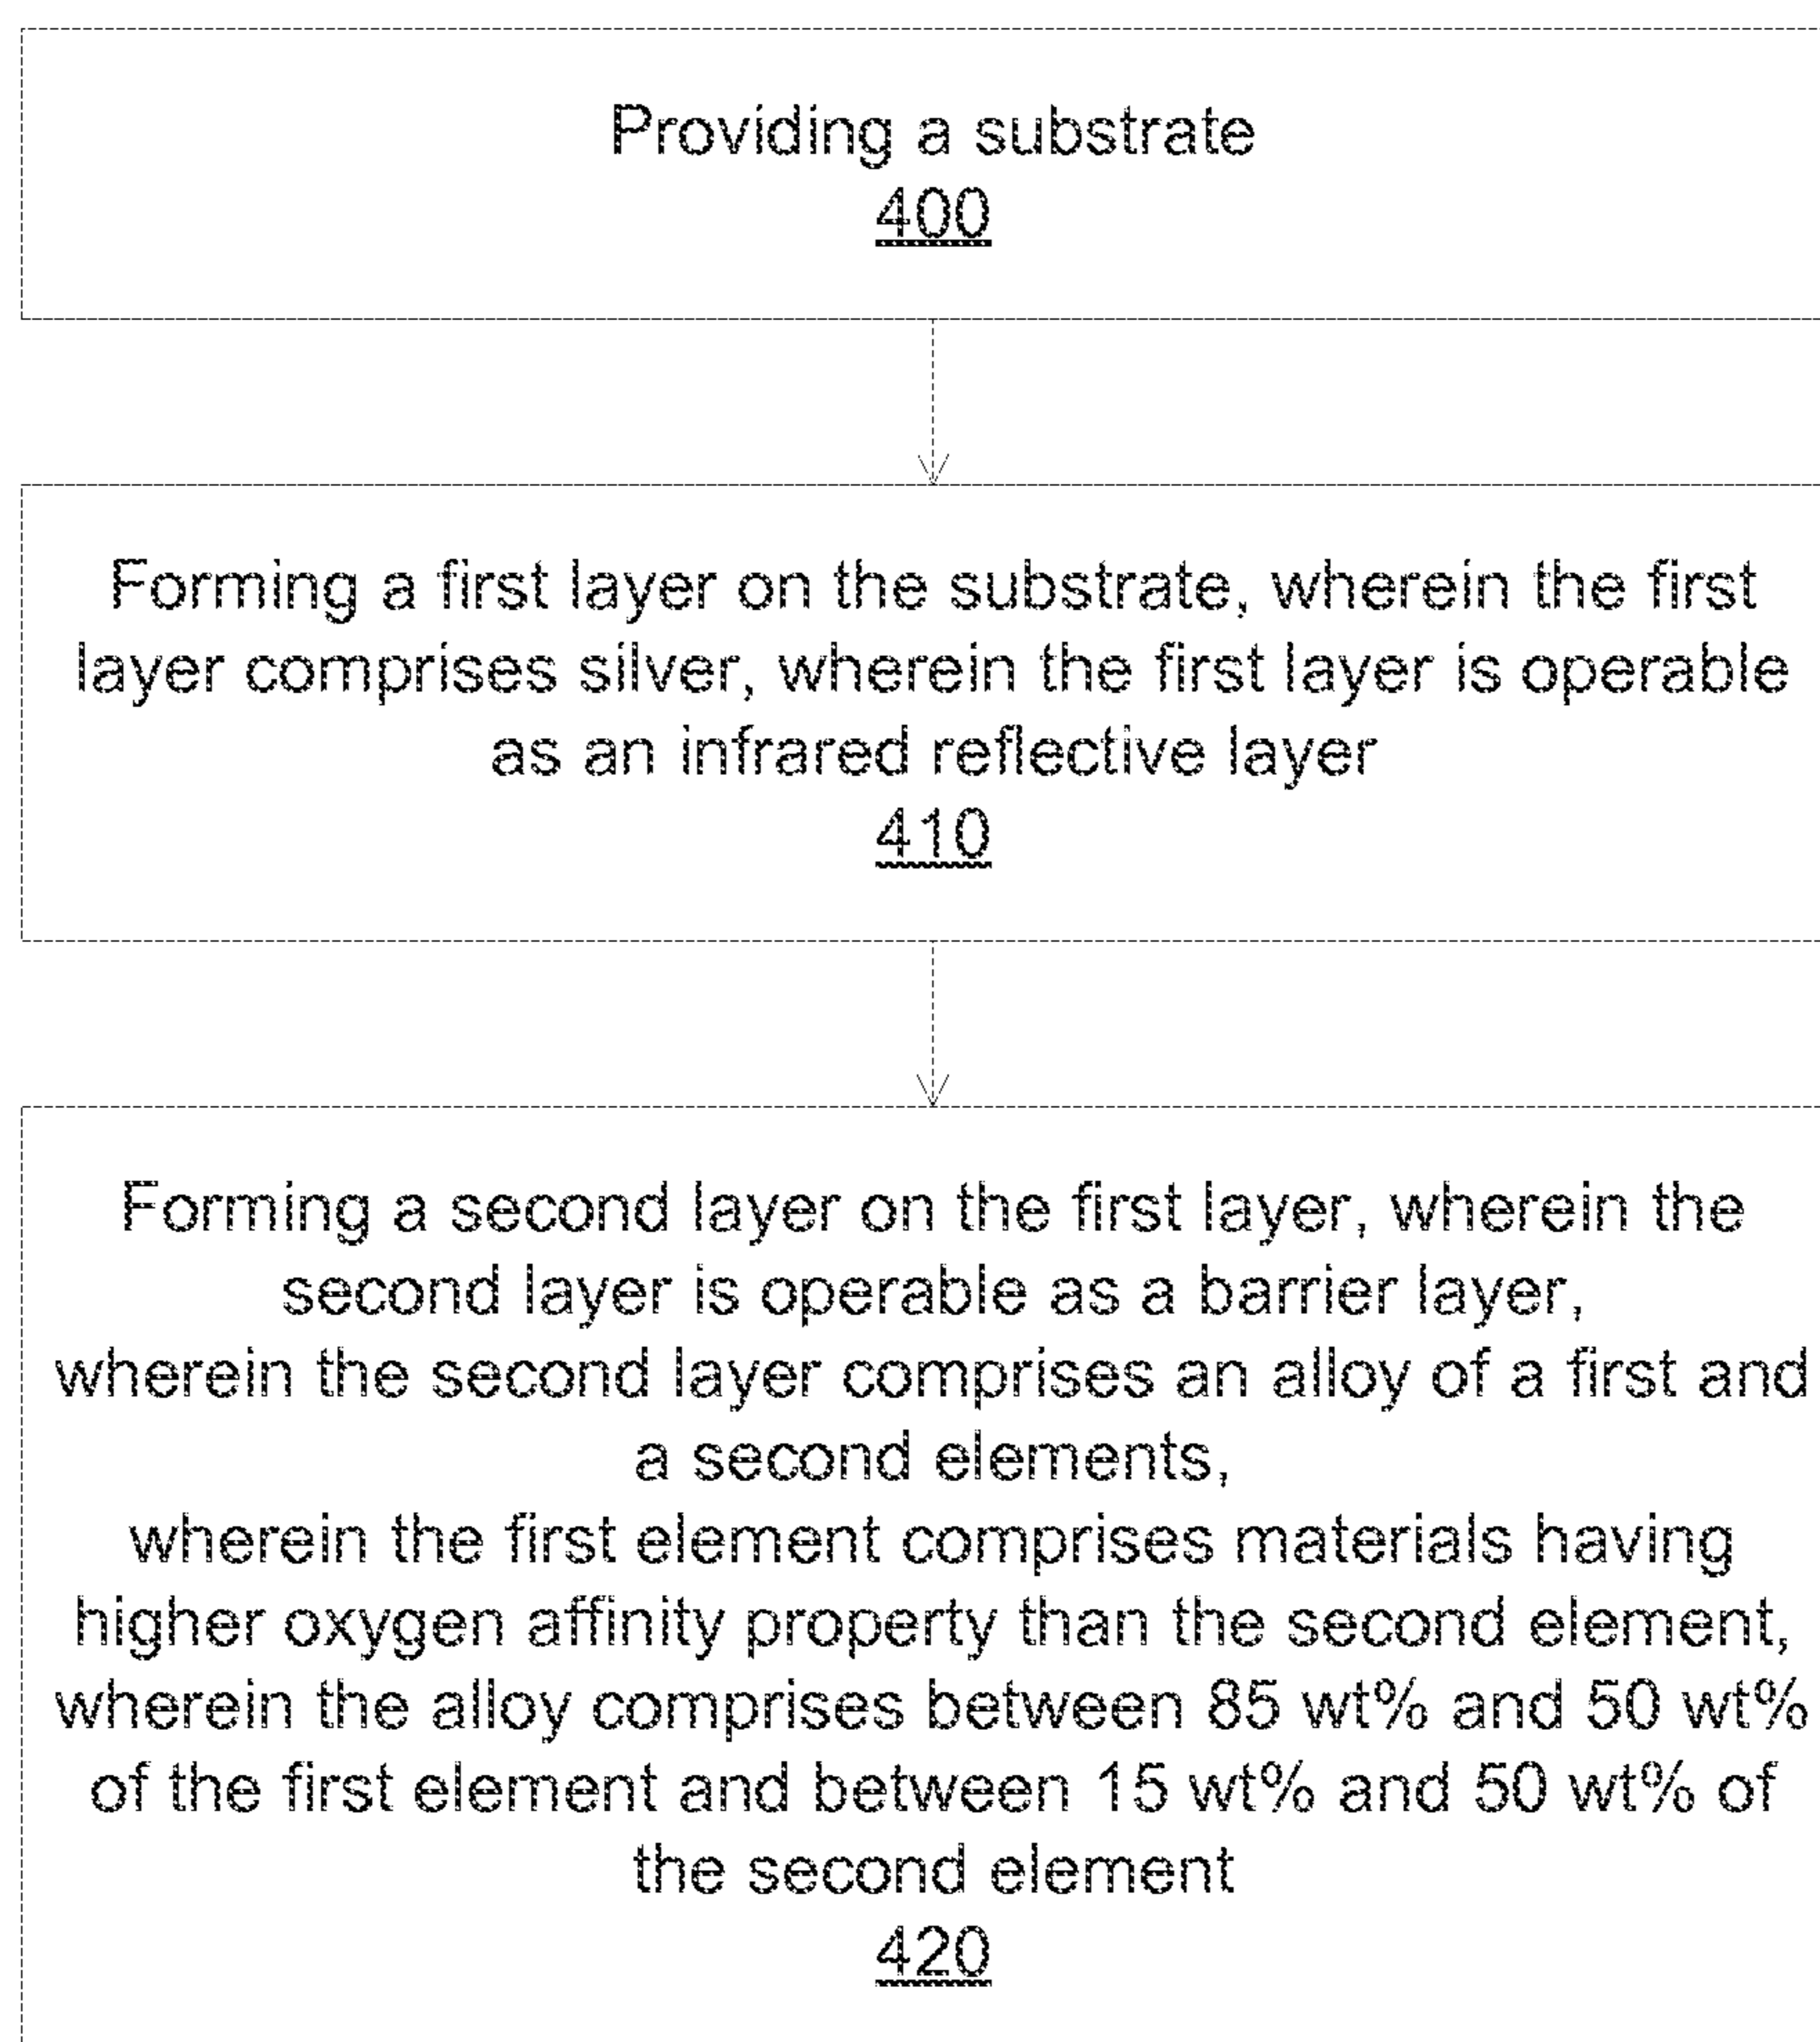 Providing a substrate
400
Forming a first layer on the substrate, wherein the first
layer comprises silver, wherein the first layer is operable
as an infrared reflective layer
410
Forming a second layer on the first layer, wherein the
second layer is operable as a barrier layer,
wherein the second layer comprises an alloy of a first and
a second elements,
wherein the first element comprises materials having
higher oxygen affinity property than the second element,
wherein the alloy comprises between 85 wt% and 50 wt%
of the first element and between 15 wt% and 50 wt% of
the second element
420